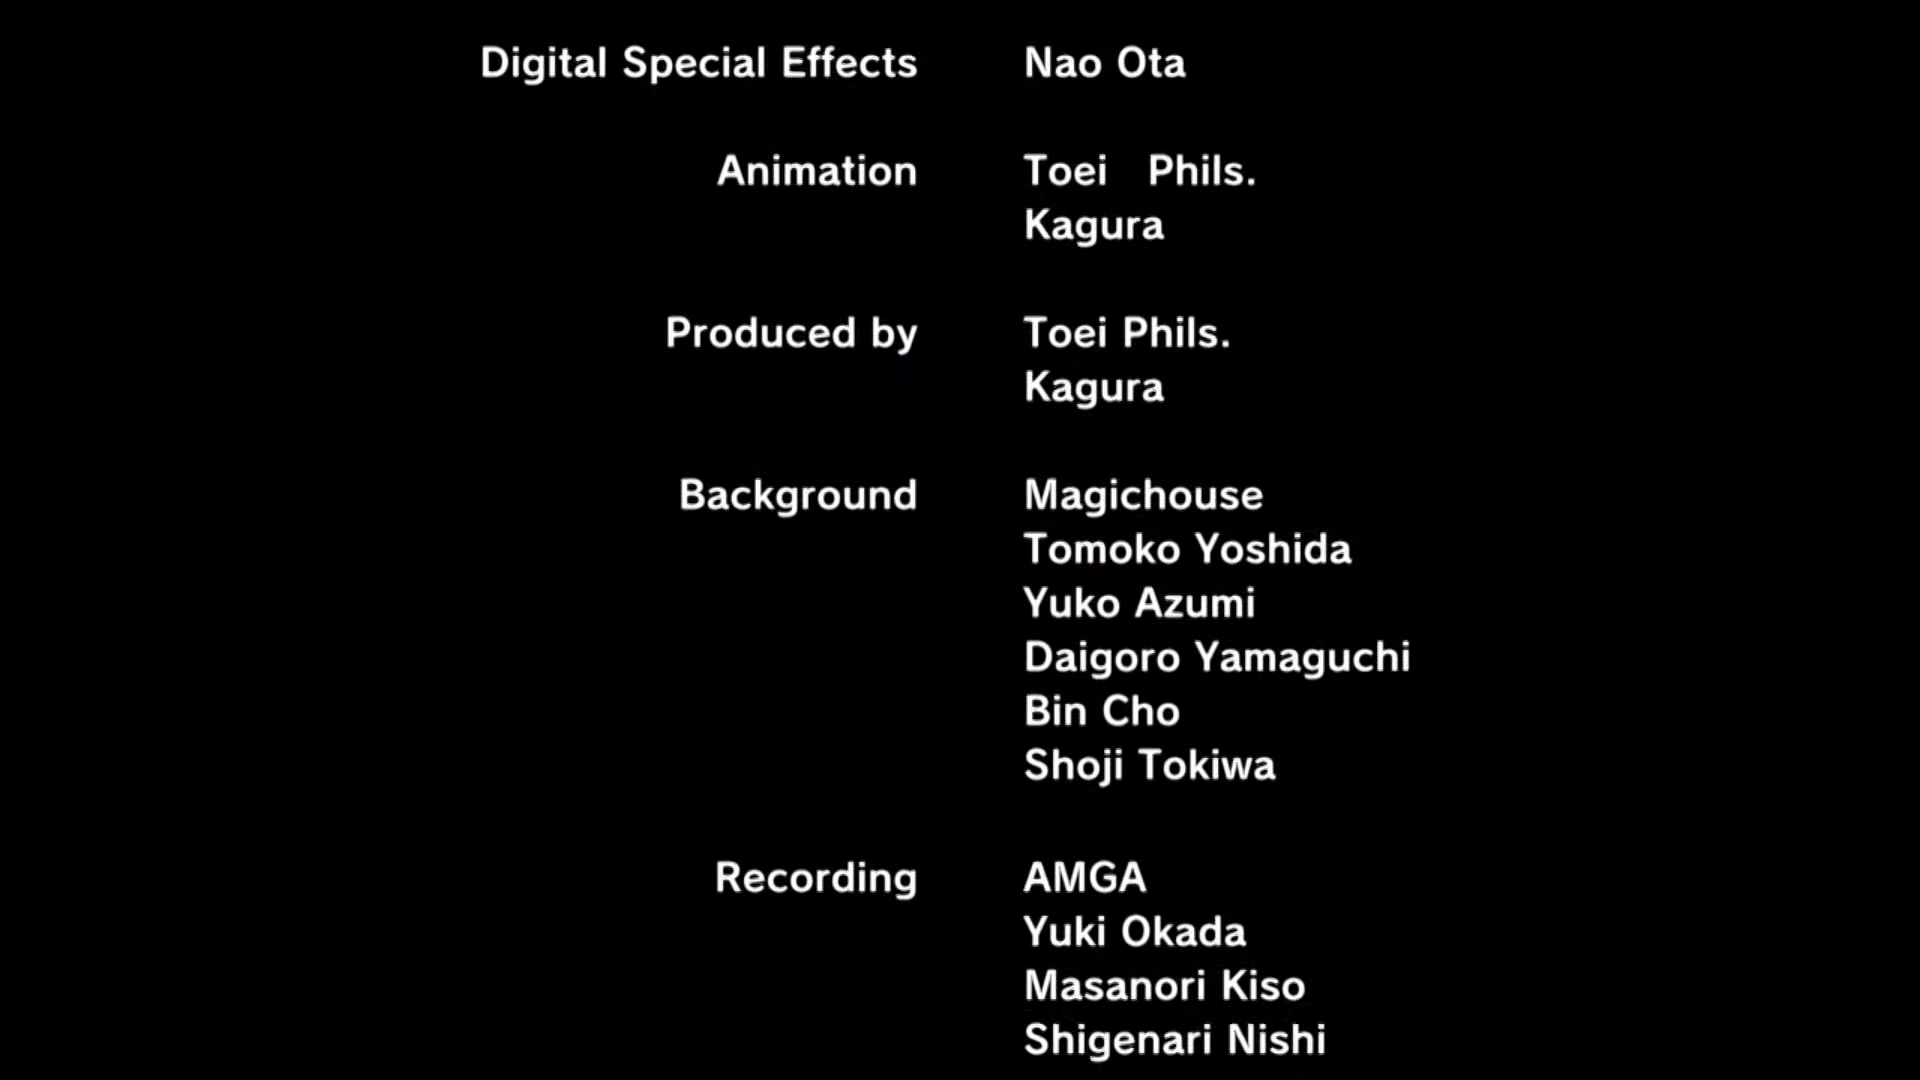 Digital Special Effects Nao Ota
Animation Toei　Phils.
Kagura
Produced by Toei Phils.
Kagura
Background Magichouse
Tomoko Yoshida
Yuko Azumi
Daigoro Yamaguchi
Bin Cho
Shoji Tokiwa
Recording AMGA
Yuki Okada
Masanori Kiso
Shigenari Nishi